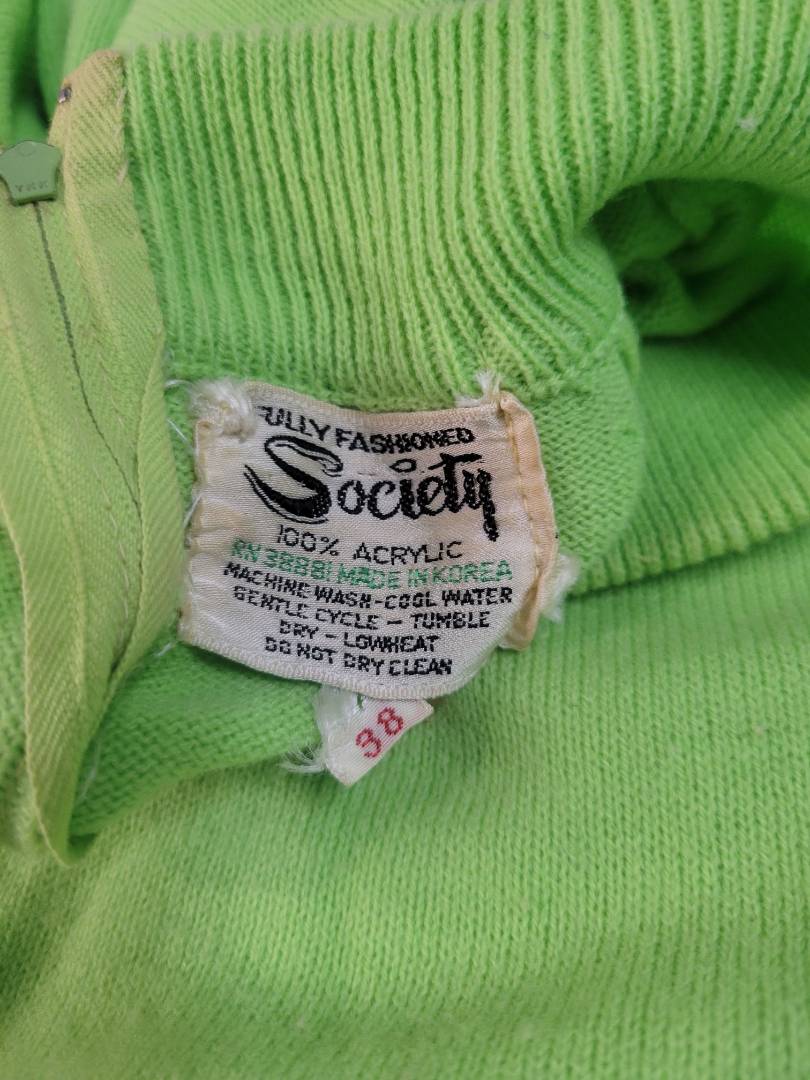 YKK
FULLY FASHIONED
Society
100% ACRYLIC
RN 38881 MADE IN KOREA
MACHINE WASH-COOL WATER
GENTLE CYCLE - TUMBLE
DRY - LOWHEAT
DO NOT DRY CLEAN
38